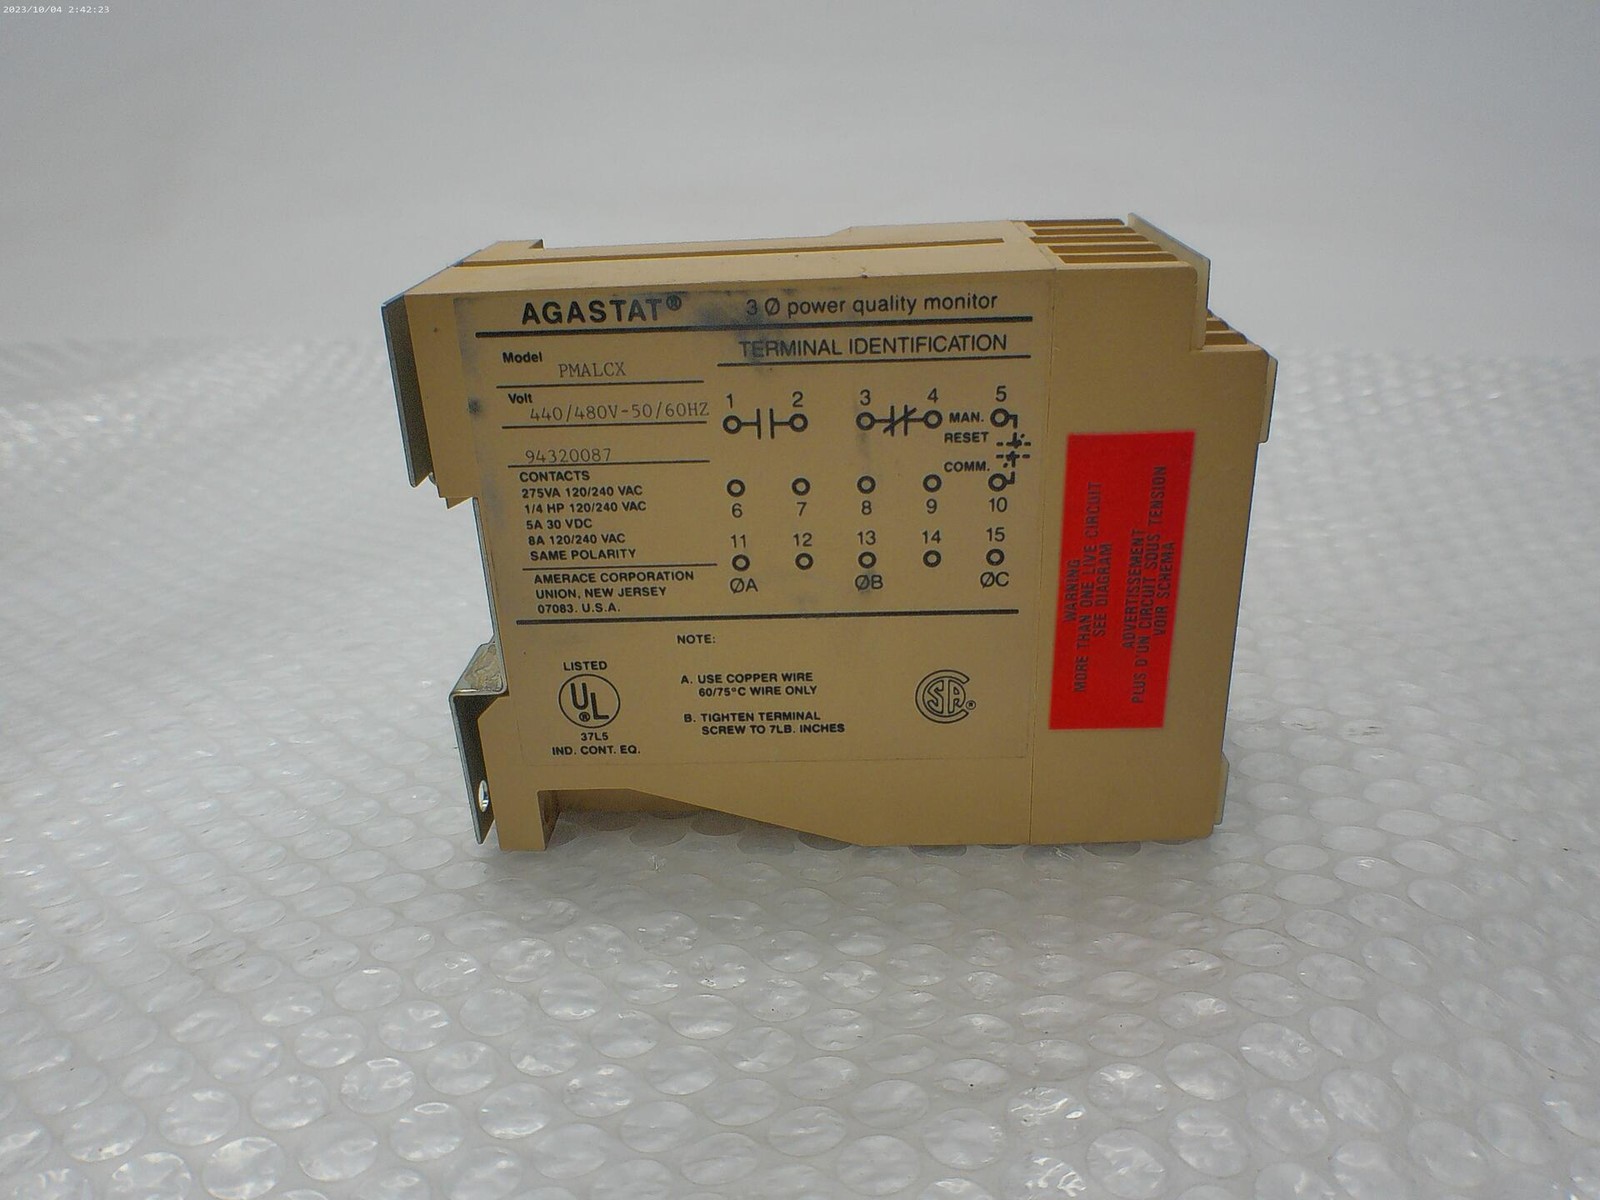 2023/10/04 2:42:23
AGASTAT® 3 Ø power quality monitor
Model PMALCX
Volt 440/480V-50/60HZ
94320087
CONTACTS
275VA 120/240 VAC
1/4 HP 120/240 VAC
5A 30 VDC
8A 120/240 VAC
SAME POLARITY
AMERACE CORPORATION
UNION, NEW JERSEY
07083. U.S.A.
TERMINAL IDENTIFICATION
1 2 3 4 5
MAN.
RESET
COMM.
6 7 8 9 10
11 12 13 14 15
ØA ØB ØC
NOTE:
A. USE COPPER WIRE
60/75°C WIRE ONLY
B. TIGHTEN TERMINAL
SCREW TO 7LB. INCHES
LISTED
UL®
37L5
IND. CONT. EQ.
CSA®
WARNING
MORE THAN ONE LIVE CIRCUIT
SEE DIAGRAM
ADVERTISSEMENT
PLUS D'UN CIRCUIT SOUS TENSION
VOIR SCHEMA